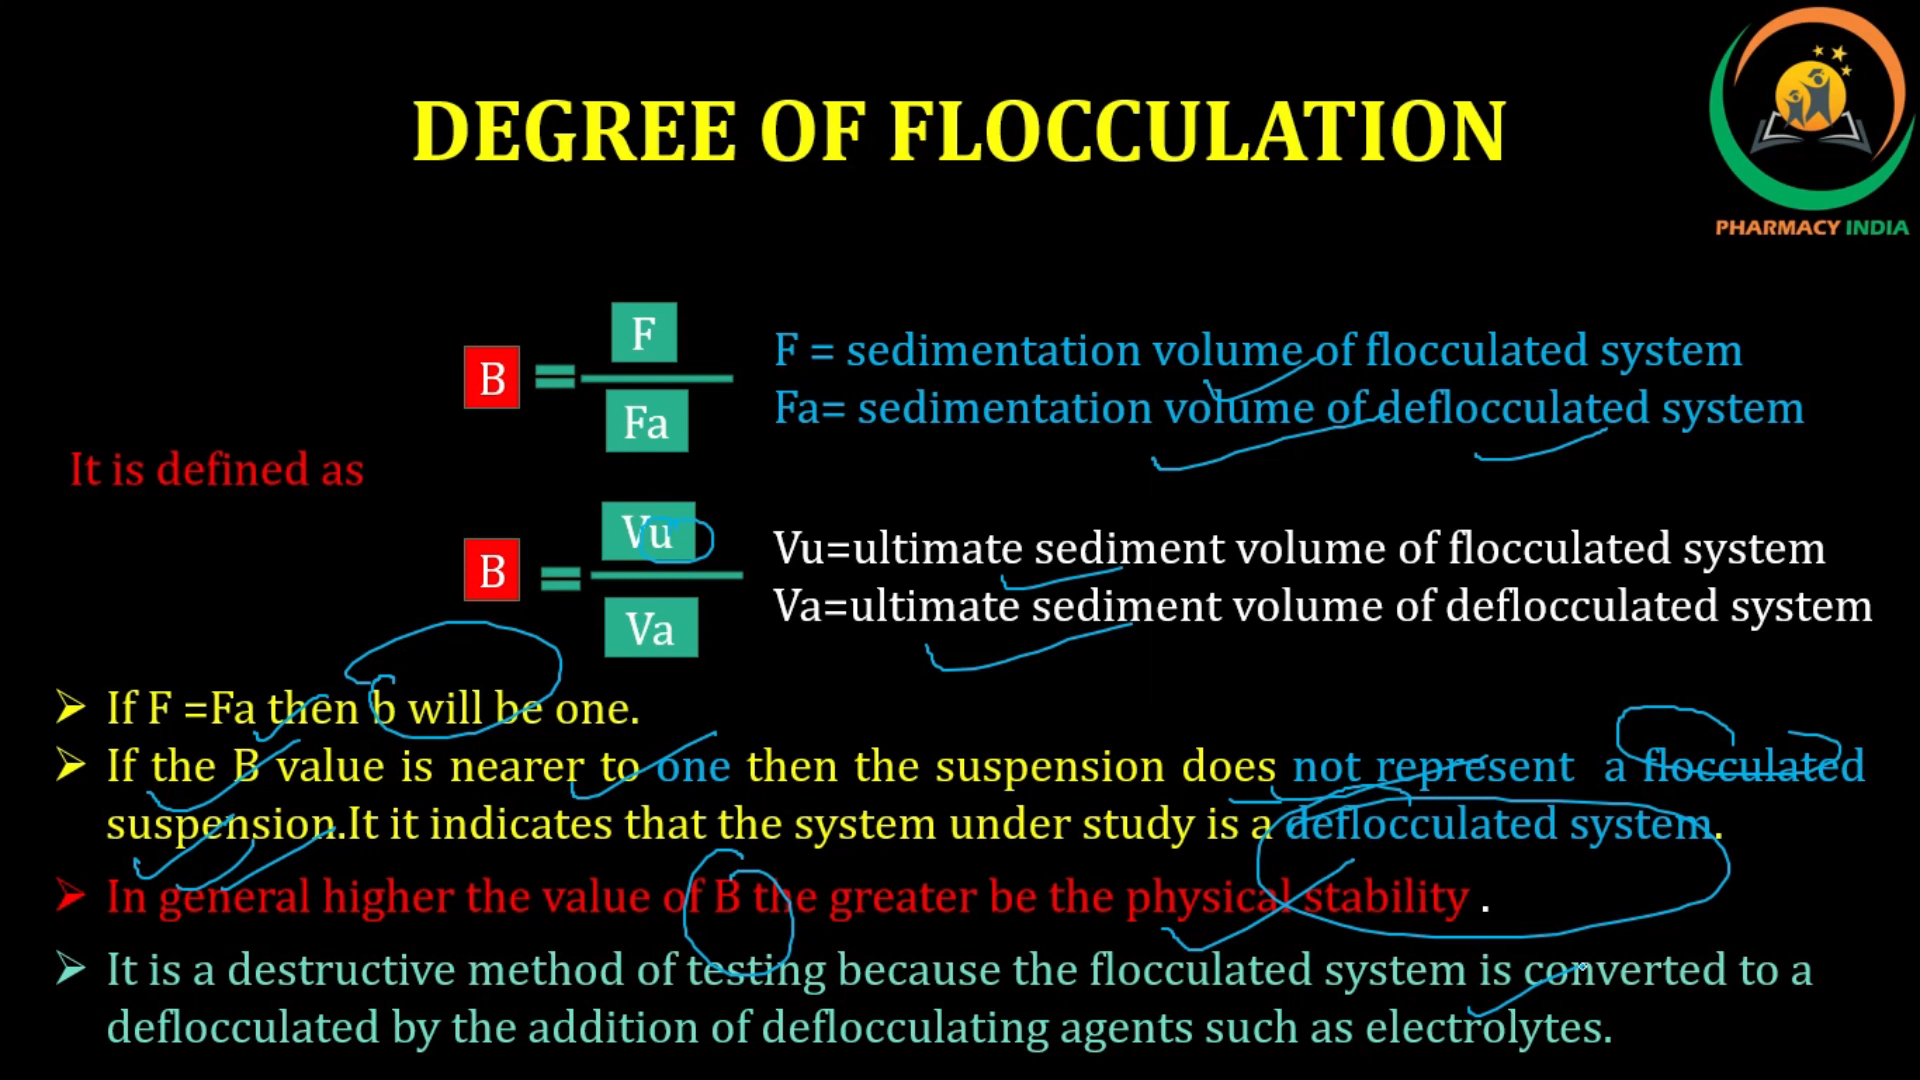 DEGREE OF FLOCCULATION
PHARMACY INDIA
It is defined as
B = F / Fa
F = sedimentation volume of flocculated system
Fa= sedimentation volume of deflocculated system
B = Vu / Va
Vu=ultimate sediment volume of flocculated system
Va=ultimate sediment volume of deflocculated system
➢ If F =Fa then b will be one.
➢ If the B value is nearer to one then the suspension does not represent a flocculated
suspension.It it indicates that the system under study is a deflocculated system.
➢ In general higher the value of B the greater be the physical stability .
➢ It is a destructive method of testing because the flocculated system is converted to a
deflocculated by the addition of deflocculating agents such as electrolytes.